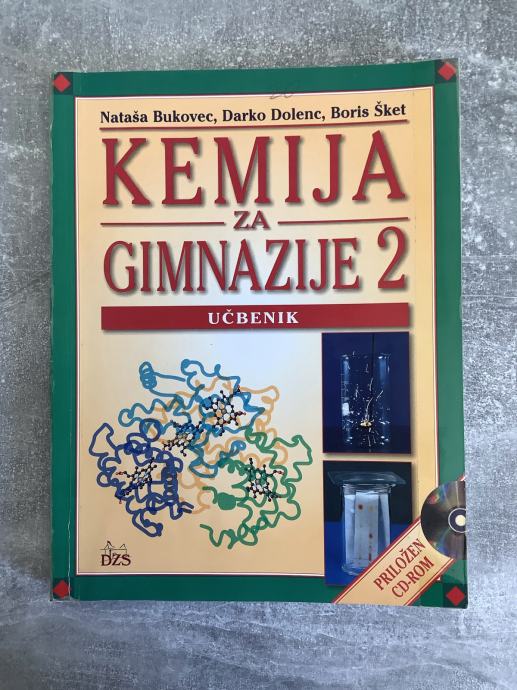 Nataša Bukovec, Darko Dolenc, Boris Šket
KEMIJA
ZA
GIMNAZIJE 2
UČBENIK
DZS
PRILOŽEN
CD-ROM